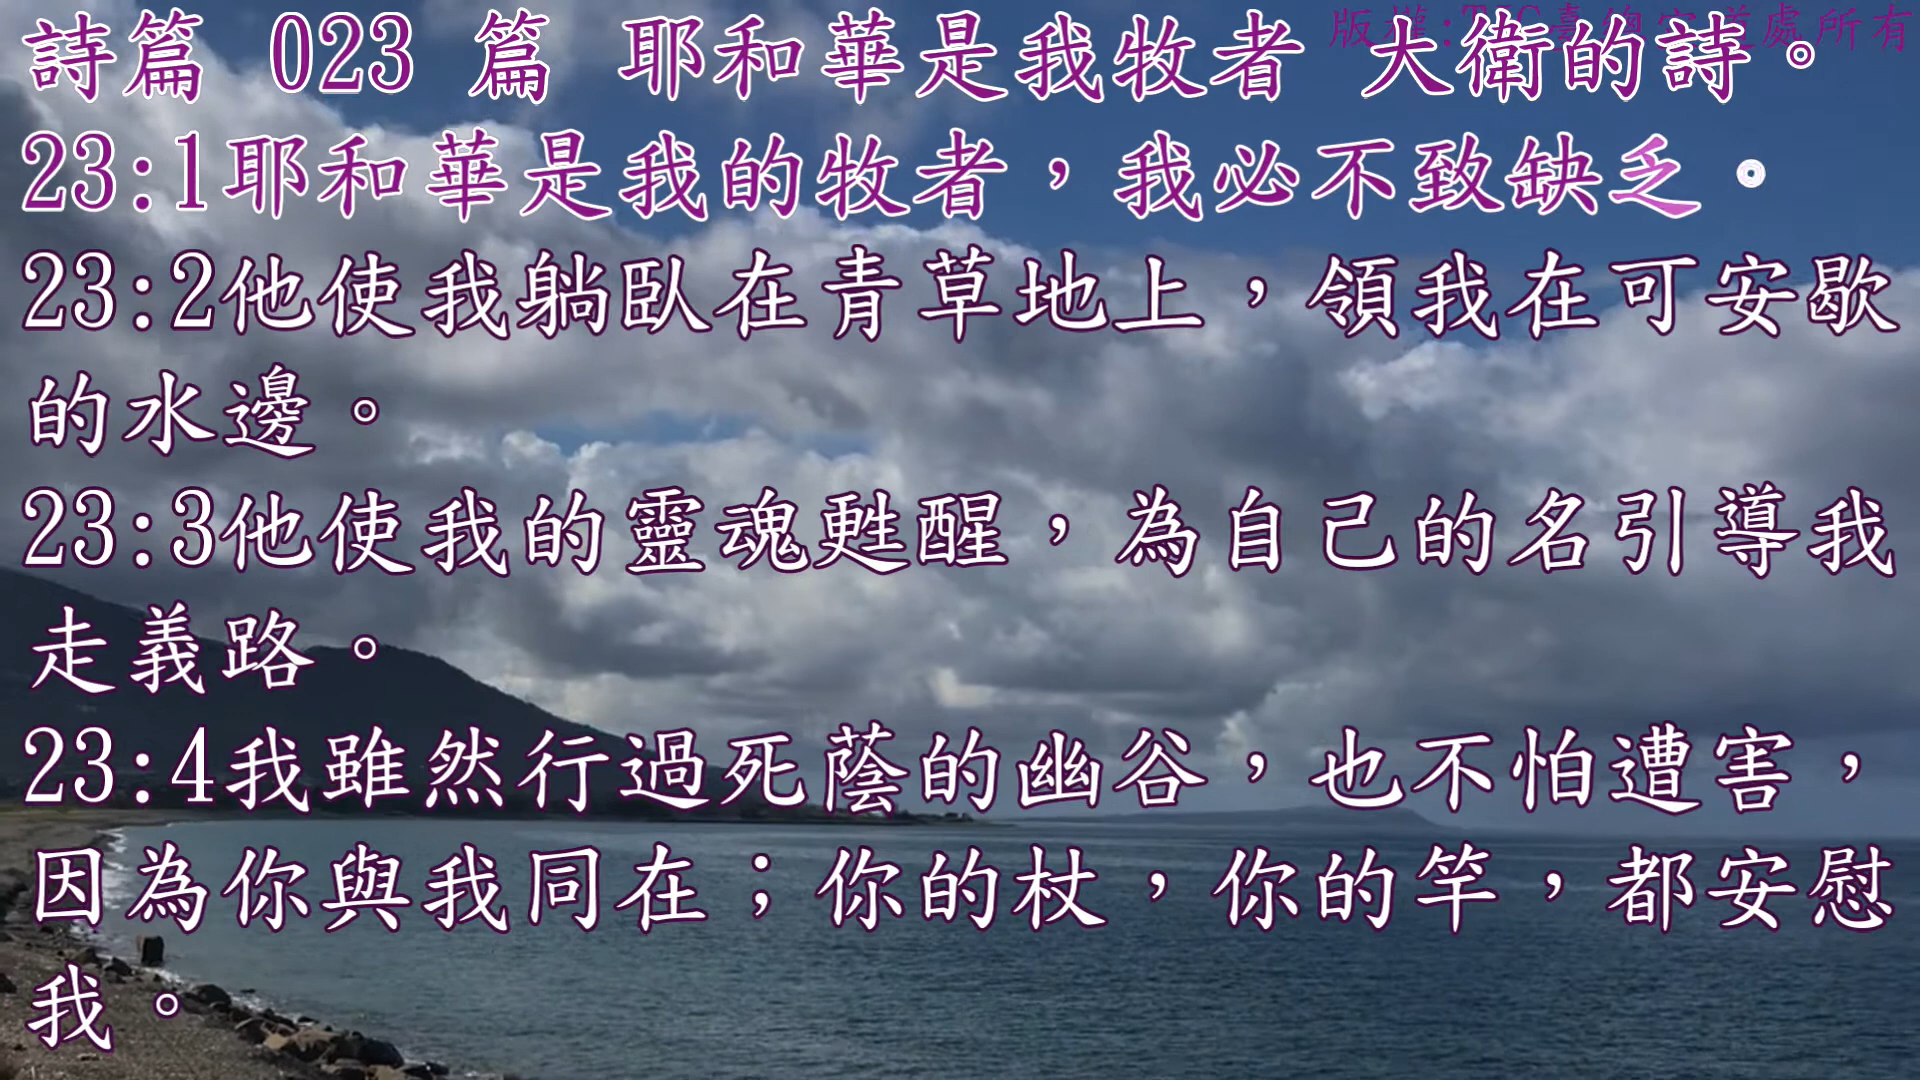 詩篇 023 篇 耶和華是我牧者 大衛的詩。
版權:
處所有
23:1耶和華是我的牧者，我必不致缺乏。
23:2他使我躺臥在青草地上，領我在可安歇
的水邊。
23:3他使我的靈魂甦醒，為自己的名引導我
走義路。
23:4我雖然行過死蔭的幽谷，也不怕遭害，
因為你與我同在；你的杖，你的竿，都安慰
我。